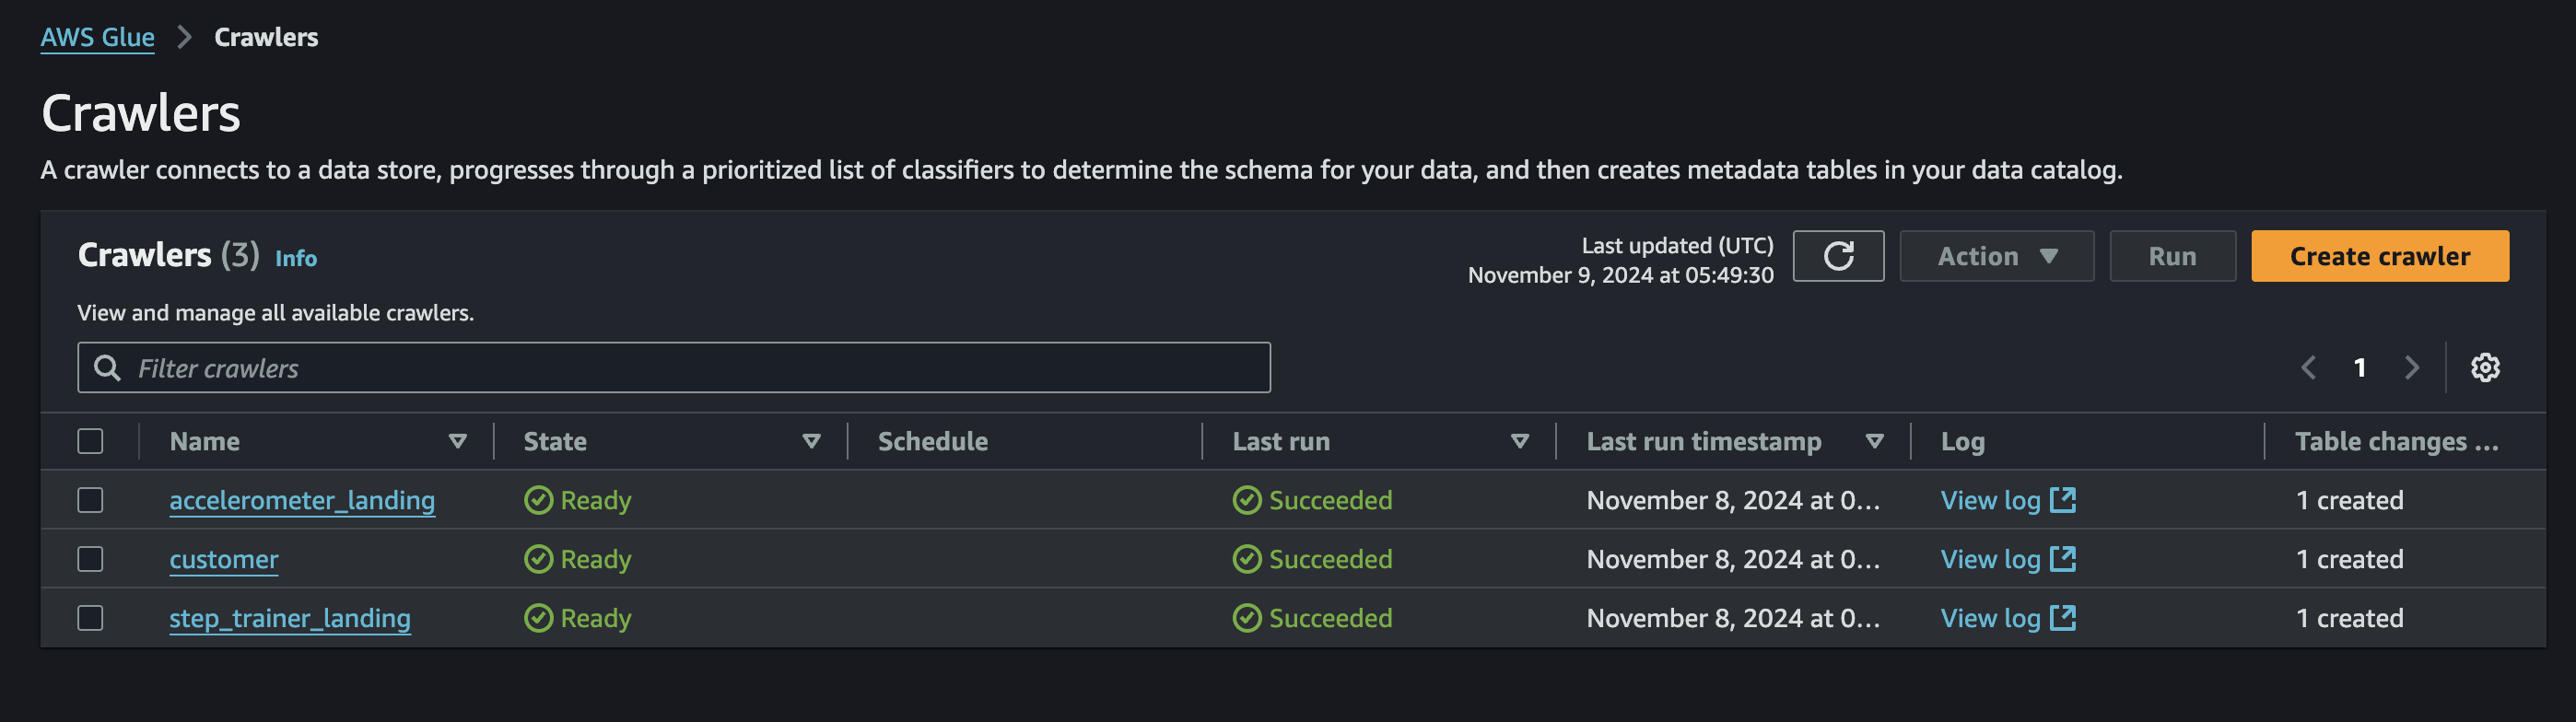 AWS Glue Crawlers
Crawlers
A crawler connects to a data store, progresses through a prioritized list of classifiers to determine the schema for your data, and then creates metadata tables in your data catalog.
Crawlers (3) Info
Last updated (UTC)
November 9, 2024 at 05:49:30
Action
Run
Create crawler
View and manage all available crawlers.
Filter crawlers
1
Name State Schedule Last run Last run timestamp Log Table changes ...
accelerometer_landing Ready Succeeded November 8, 2024 at 0... View log 1 created
customer Ready Succeeded November 8, 2024 at 0... View log 1 created
step_trainer_landing Ready Succeeded November 8, 2024 at 0... View log 1 created